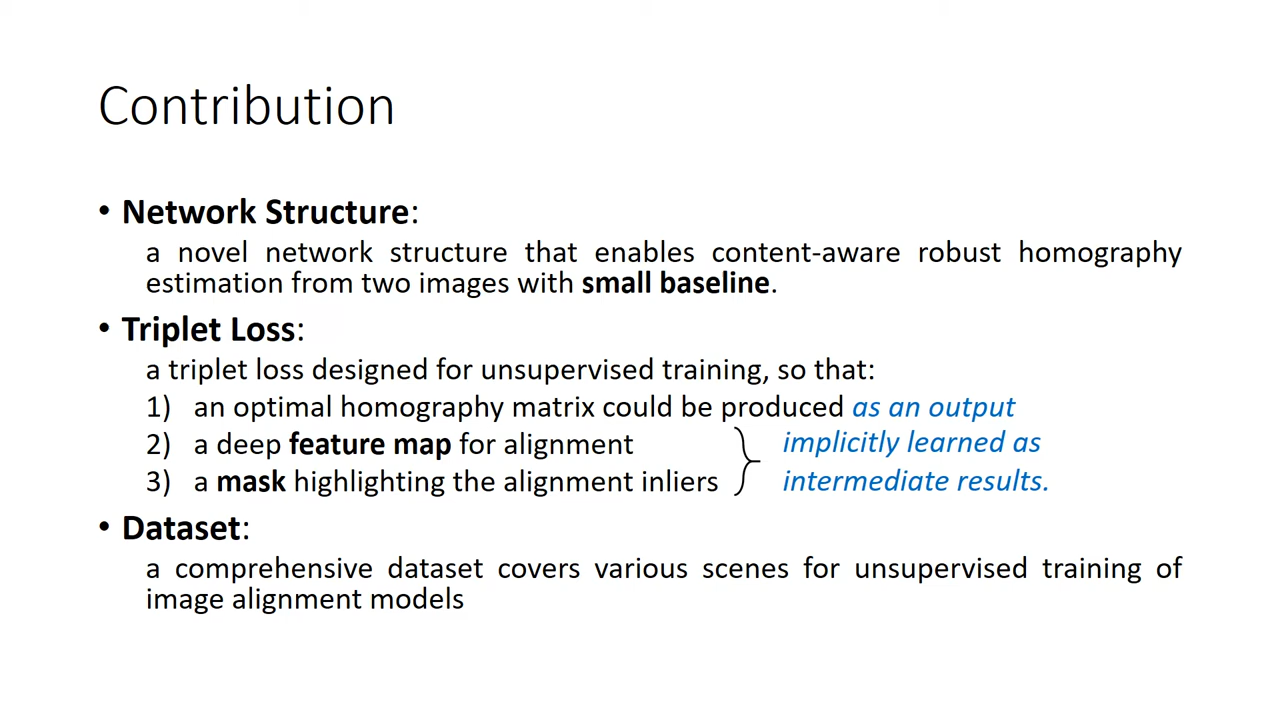 Contribution
• Network Structure:
a novel network structure that enables content-aware robust homography
estimation from two images with small baseline.
• Triplet Loss:
a triplet loss designed for unsupervised training, so that:
1) an optimal homography matrix could be produced as an output
2) a deep feature map for alignment implicitly learned as
3) a mask highlighting the alignment inliers intermediate results.
• Dataset:
a comprehensive dataset covers various scenes for unsupervised training of
image alignment models